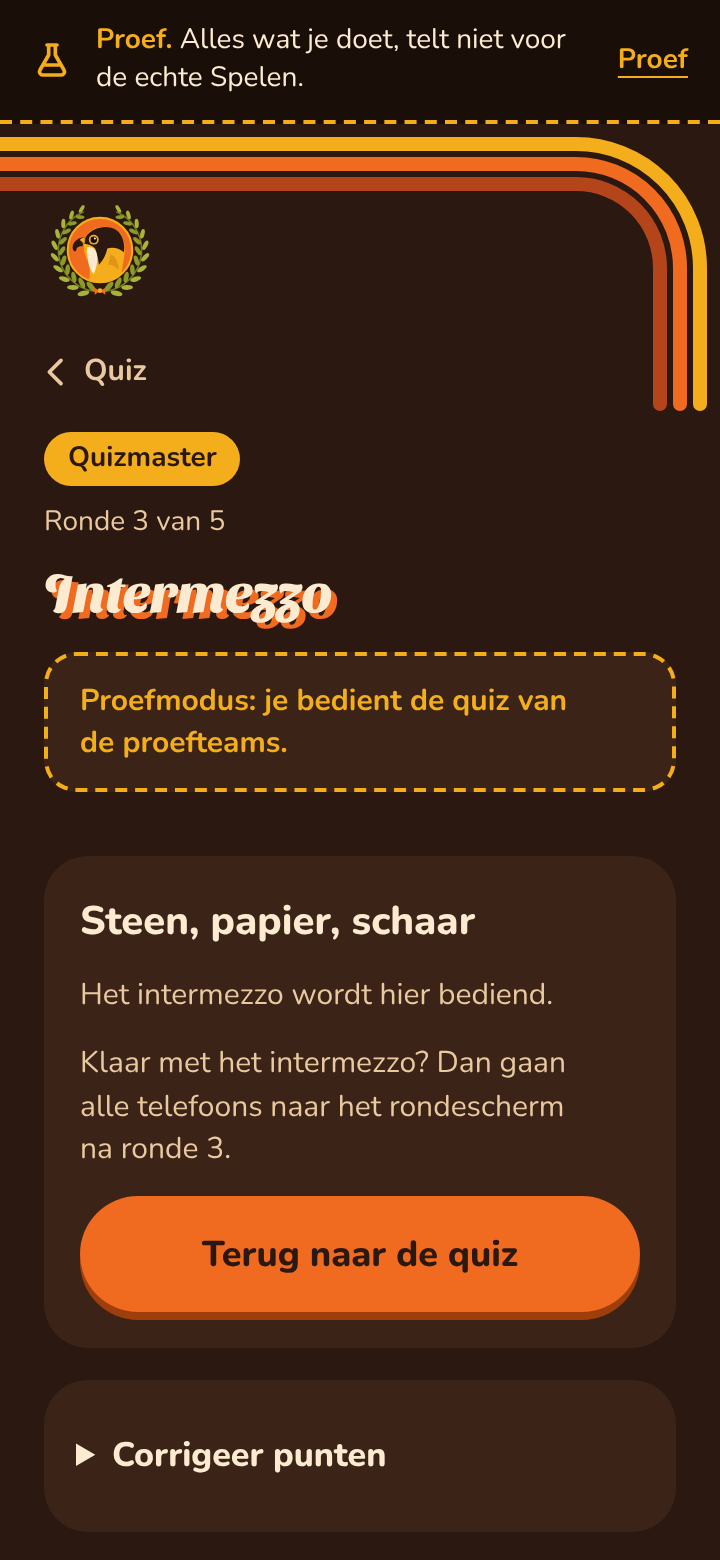 Proef. Alles wat je doet, telt niet voor
de echte Spelen.
Proef
Quiz
Quizmaster
Ronde 3 van 5
Intermezzo
Proefmodus: je bedient de quiz van
de proefteams.
Steen, papier, schaar
Het intermezzo wordt hier bediend.
Klaar met het intermezzo? Dan gaan
alle telefoons naar het rondescherm
na ronde 3.
Terug naar de quiz
Corrigeer punten